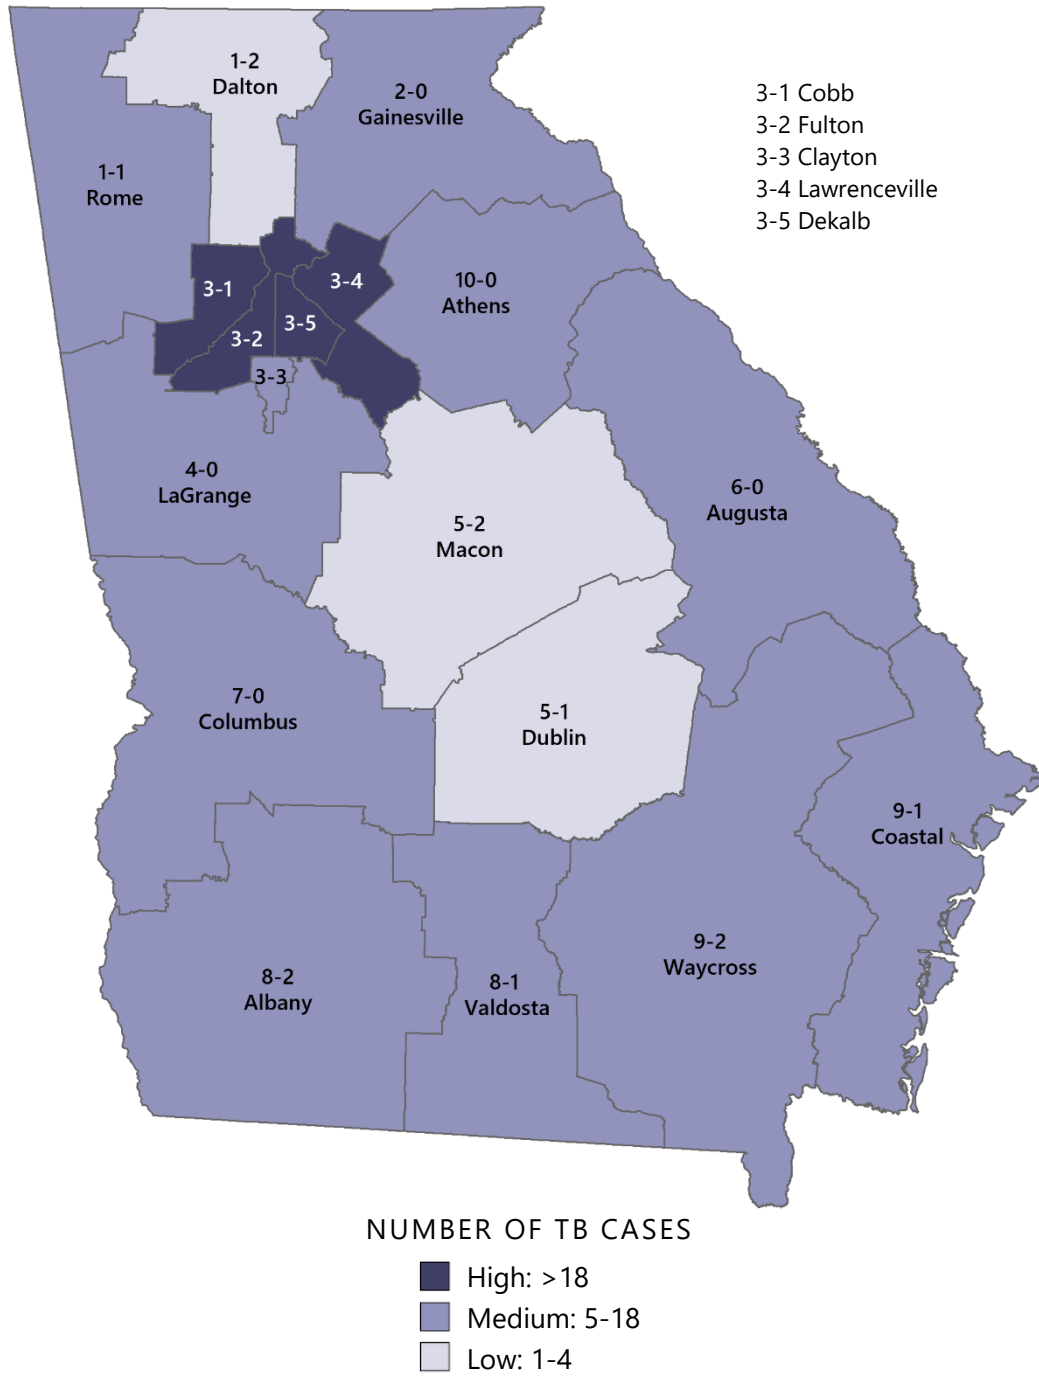 1-2
Dalton
2-0
Gainesville
3-1 Cobb
3-2 Fulton
3-3 Clayton
3-4 Lawrenceville
3-5 Dekalb
1-1
Rome
3-1
3-4
10-0
Athens
3-2
3-5
3-3
4-0
LaGrange
5-2
Macon
6-0
Augusta
7-0
Columbus
5-1
Dublin
9-1
Coastal
8-2
Albany
8-1
Valdosta
9-2
Waycross
NUMBER OF TB CASES
High: >18
Medium: 5-18
Low: 1-4